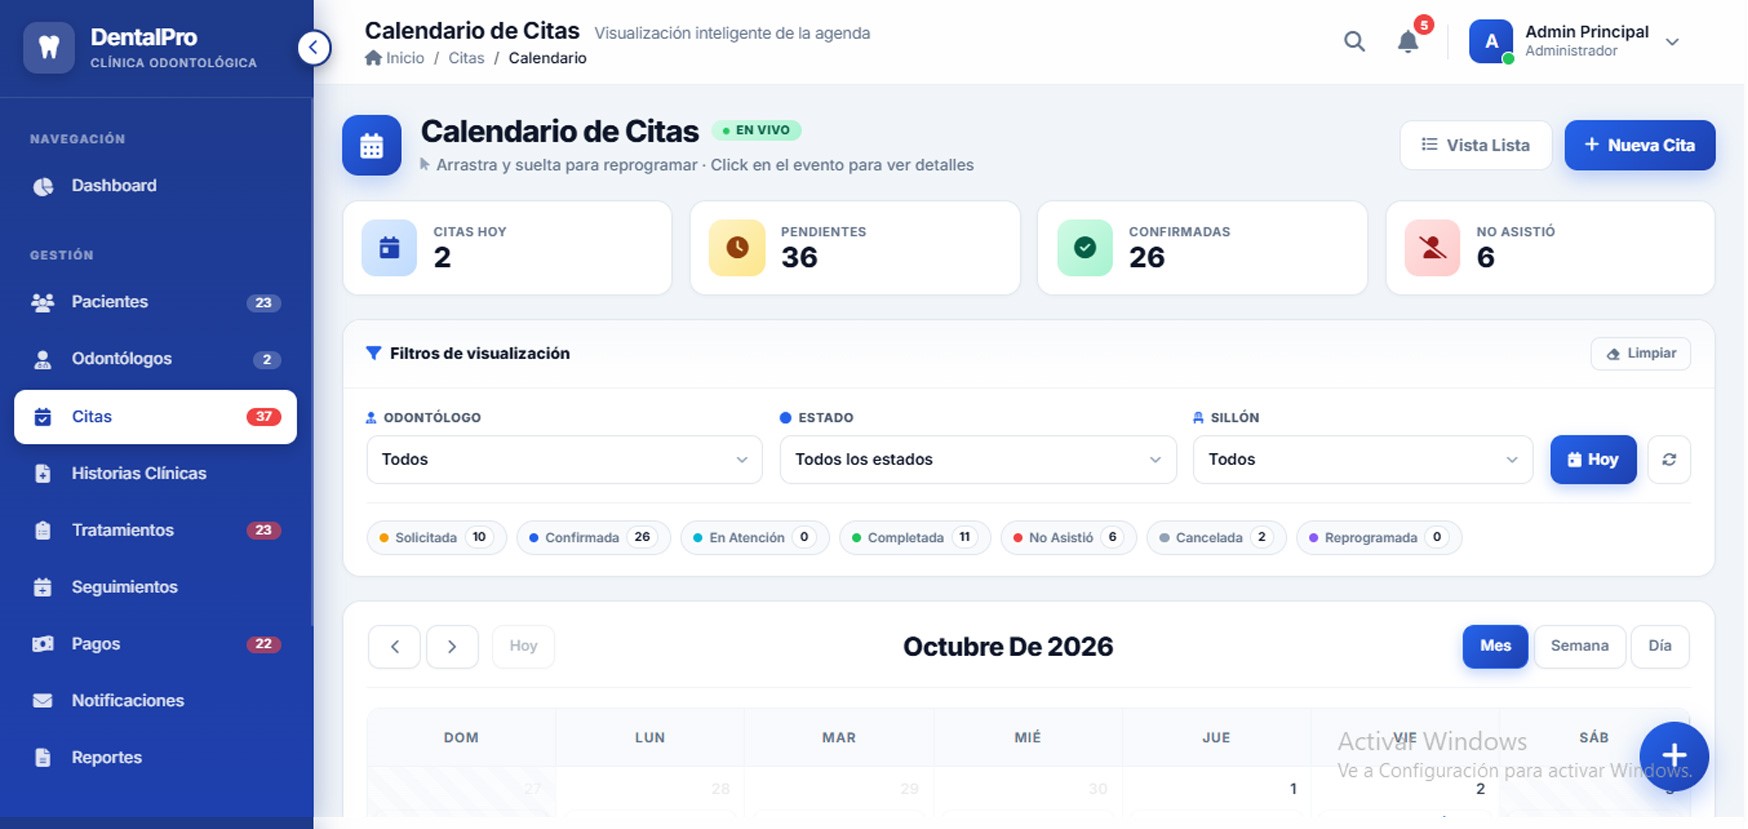 DentalPro
CLÍNICA ODONTOLÓGICA
NAVEGACIÓN
Dashboard
GESTIÓN
Pacientes 23
Odontólogos 2
Citas 37
Historias Clínicas
Tratamientos 23
Seguimientos
Pagos 22
Notificaciones
Reportes
Calendario de Citas Visualización inteligente de la agenda
Inicio / Citas / Calendario
5
A
Admin Principal
Administrador
Calendario de Citas EN VIVO
Arrastra y suelta para reprogramar · Click en el evento para ver detalles
Vista Lista
+ Nueva Cita
CITAS HOY
2
PENDIENTES
36
CONFIRMADAS
26
NO ASISTIÓ
6
Filtros de visualización
Limpiar
ODONTÓLOGO
Todos
ESTADO
Todos los estados
SILLÓN
Todos
Hoy
Solicitada 10
Confirmada 26
En Atención 0
Completada 11
No Asistió 6
Cancelada 2
Reprogramada 0
Hoy
Octubre De 2026
Mes Semana Día
DOM LUN MAR MIÉ JUE VIE SÁB
27 28 29 30 1 2
Activar Windows
Ve a Configuración para activar Windows.